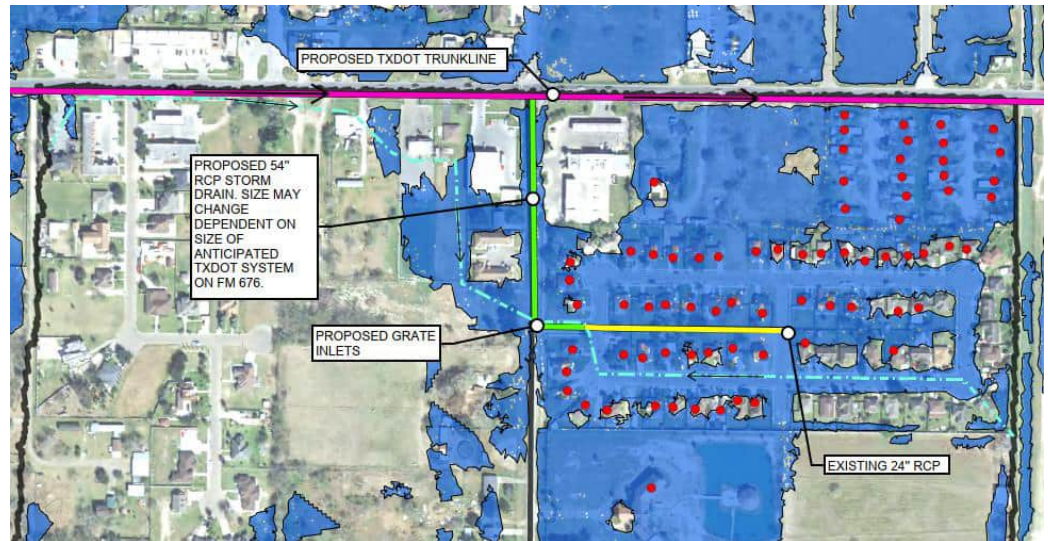 PROPOSED TXDOT TRUNKLINE
PROPOSED 54"
RCP STORM
DRAIN. SIZE MAY
CHANGE
DEPENDENT ON
SIZE OF
ANTICIPATED
TXDOT SYSTEM
ON FM 676.
PROPOSED GRATE
INLETS
EXISTING 24" RCP